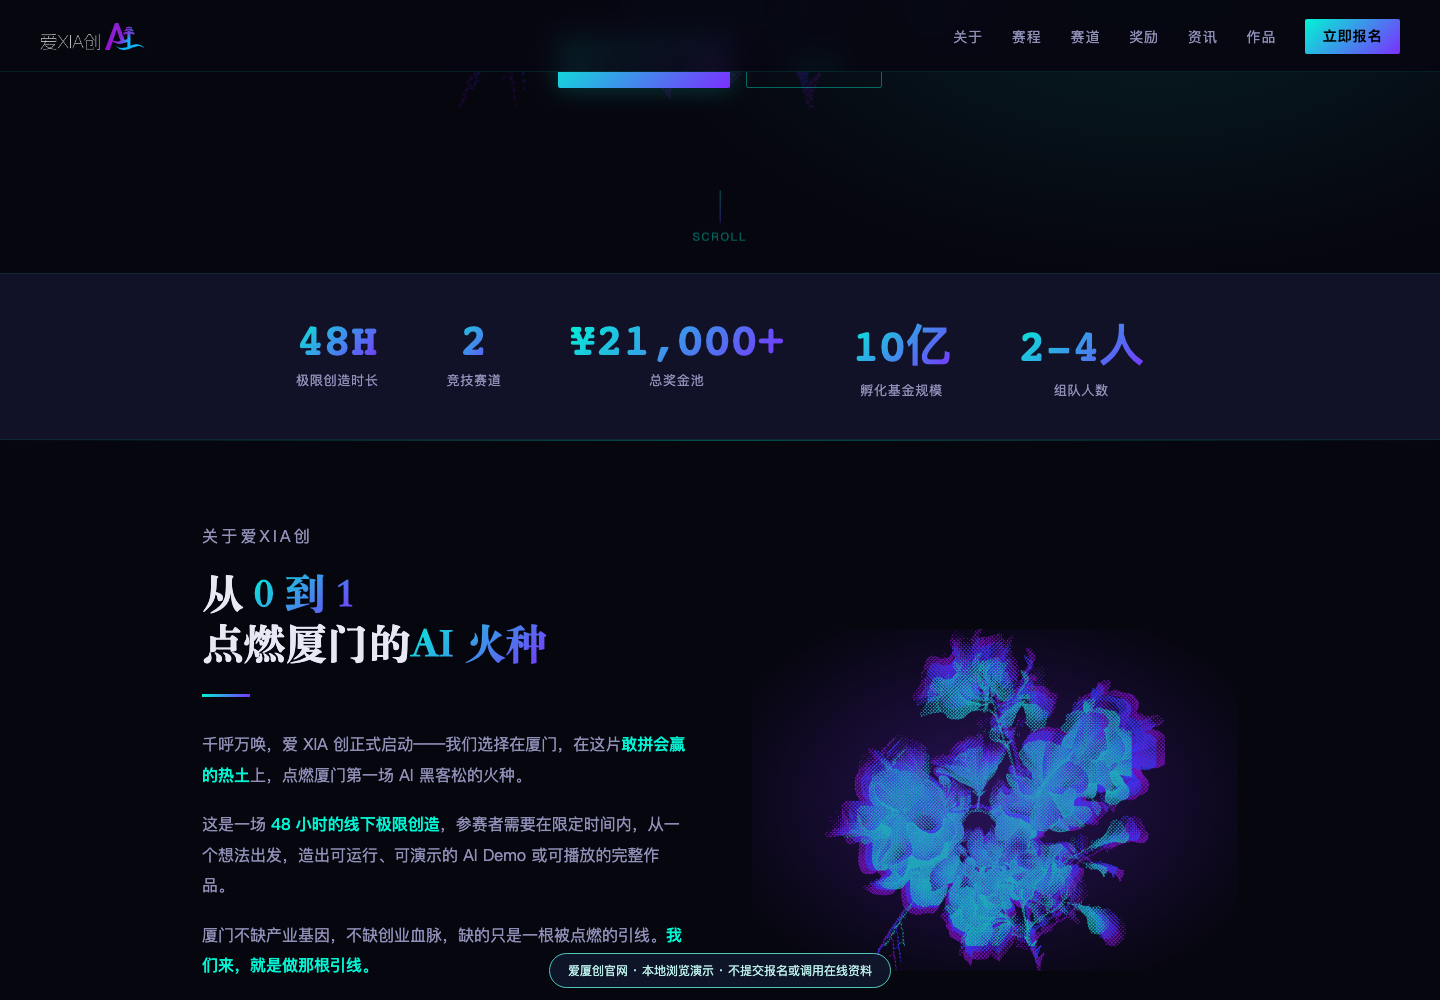 爱XIA创 AI
关于
赛程
赛道
奖励
资讯
作品
立即报名
SCROLL
48H
极限创造时长
2
竞技赛道
¥21,000+
总奖金池
10亿
孵化基金规模
2-4人
组队人数
关于爱XIA创
从 0 到 1
点燃厦门的AI 火种
千呼万唤，爱 XIA 创正式启动——我们选择在厦门，在这片敢拼会赢
的热土上，点燃厦门第一场 AI 黑客松的火种。
这是一场 48 小时的线下极限创造，参赛者需要在限定时间内，从一
个想法出发，造出可运行、可演示的 AI Demo 或可播放的完整作
品。
厦门不缺产业基因，不缺创业血脉，缺的只是一根被点燃的引线。我
们来，就是做那根引线。
爱厦创官网 · 本地浏览演示 · 不提交报名或调用在线资料